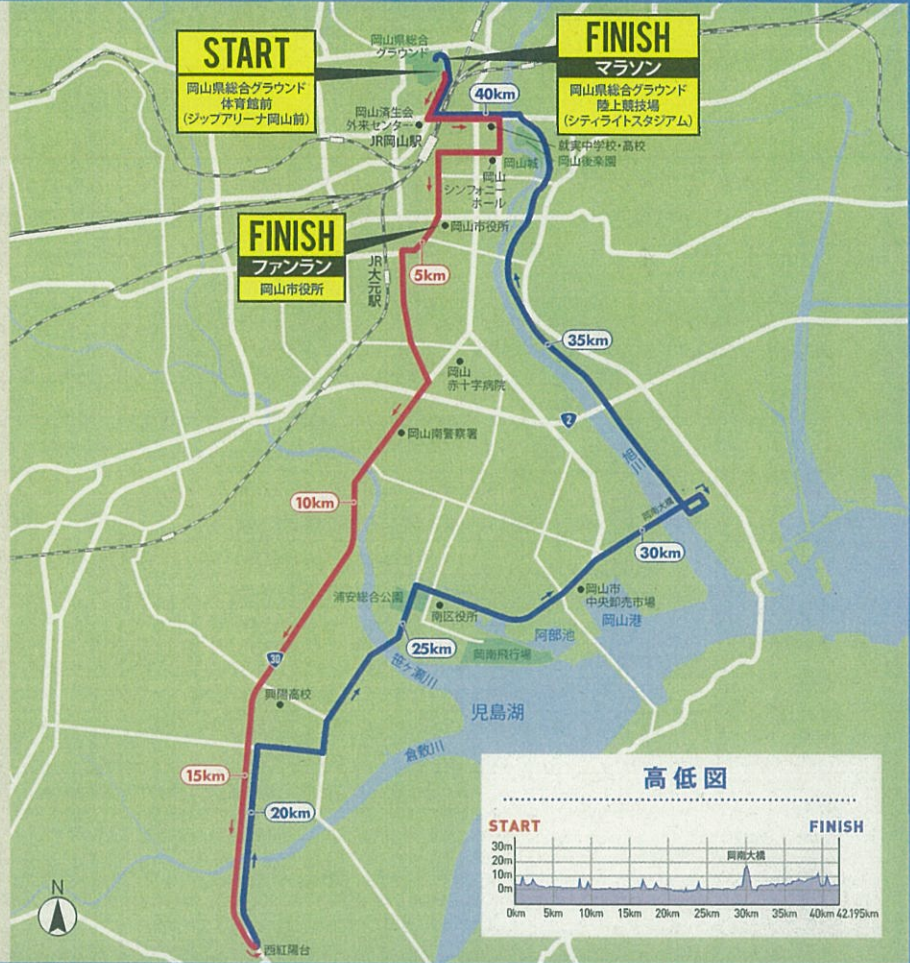 START
岡山県総合グラウンド
体育館前
(ジップアリーナ岡山前)
岡山県総合
グラウンド
FINISH
マラソン
岡山県総合グラウンド
陸上競技場
(シティライトスタジアム)
40km
岡山済生会
外来センター
JR岡山駅
就実中学校・高校
岡山後楽園
岡山城
岡山
シンフォニー
ホール
FINISH
ファンラン
岡山市役所
岡山市役所
5km
JR大元駅
35km
岡山
赤十字病院
2
岡山南警察署
旭川
10km
岡南大橋
30km
浦安総合公園
南区役所
岡山市
中央卸売市場
岡山港
阿部池
25km
岡南飛行場
笹ヶ瀬川
30
興陽高校
児島湖
倉敷川
15km
20km
西紅陽台
N
高低図
START
FINISH
岡南大橋
30m
20m
10m
0m
0km 5km 10km 15km 20km 25km 30km 35km 40km 42.195km